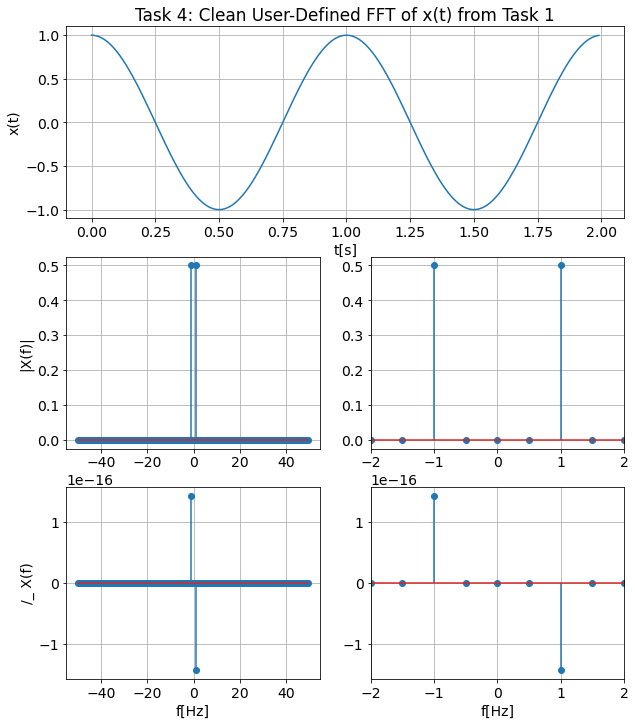 Task 4: Clean User-Defined FFT of x(t) from Task 1
1.0
0.5
0.0
−0.5
−1.0
x(t)
0.00 0.25 0.50 0.75 1.00 1.25 1.50 1.75 2.00
t[s]
0.5
0.4
0.3
0.2
0.1
0.0
|X(f)|
−40 −20 0 20 40
0.5
0.4
0.3
0.2
0.1
0.0
−2 −1 0 1 2
1e−16
1
0
−1
/_ X(f)
−40 −20 0 20 40
f[Hz]
1e−16
1
0
−1
−2 −1 0 1 2
f[Hz]